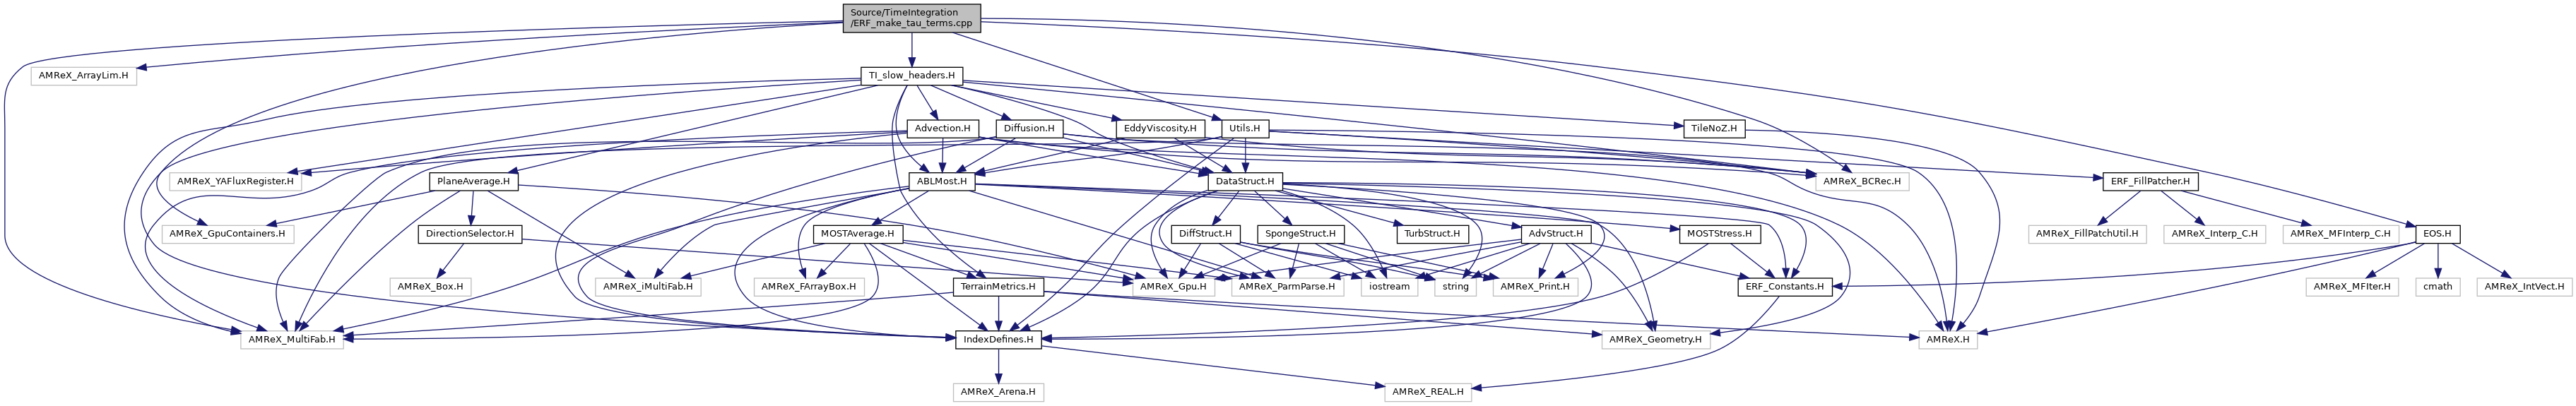 Source/TimeIntegration
/ERF_make_tau_terms.cpp
AMReX_ArrayLim.H
TI_slow_headers.H
Advection.H
Diffusion.H
EddyViscosity.H
Utils.H
TileNoZ.H
AMReX_YAFluxRegister.H
PlaneAverage.H
ABLMost.H
DataStruct.H
AMReX_BCRec.H
ERF_FillPatcher.H
AMReX_GpuContainers.H
DirectionSelector.H
MOSTAverage.H
DiffStruct.H
SpongeStruct.H
TurbStruct.H
AdvStruct.H
MOSTStress.H
AMReX_FillPatchUtil.H
AMReX_Interp_C.H
AMReX_MFInterp_C.H
EOS.H
AMReX_Box.H
AMReX_iMultiFab.H
AMReX_FArrayBox.H
TerrainMetrics.H
AMReX_Gpu.H
AMReX_ParmParse.H
iostream
string
AMReX_Print.H
ERF_Constants.H
AMReX_MFIter.H
cmath
AMReX_IntVect.H
AMReX_MultiFab.H
IndexDefines.H
AMReX_Geometry.H
AMReX.H
AMReX_Arena.H
AMReX_REAL.H